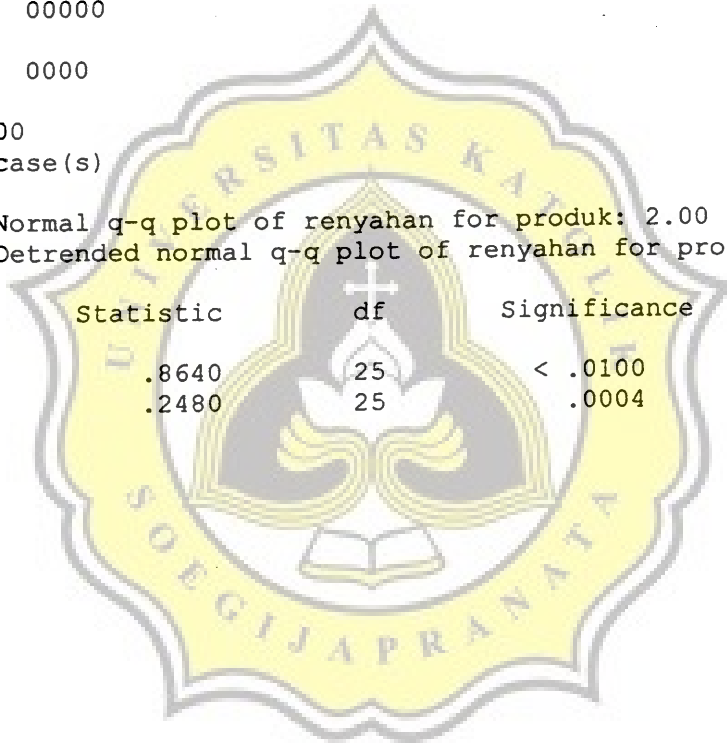 00000
0000
00
case(s)
Normal q-q plot of renyahan for produk: 2.00
Detrended normal q-q plot of renyahan for pro
Statistic df Significance
.8640 25 < .0100
.2480 25 .0004
UNIVERSITAS KATOLIK
SOEGIJAPRANATA